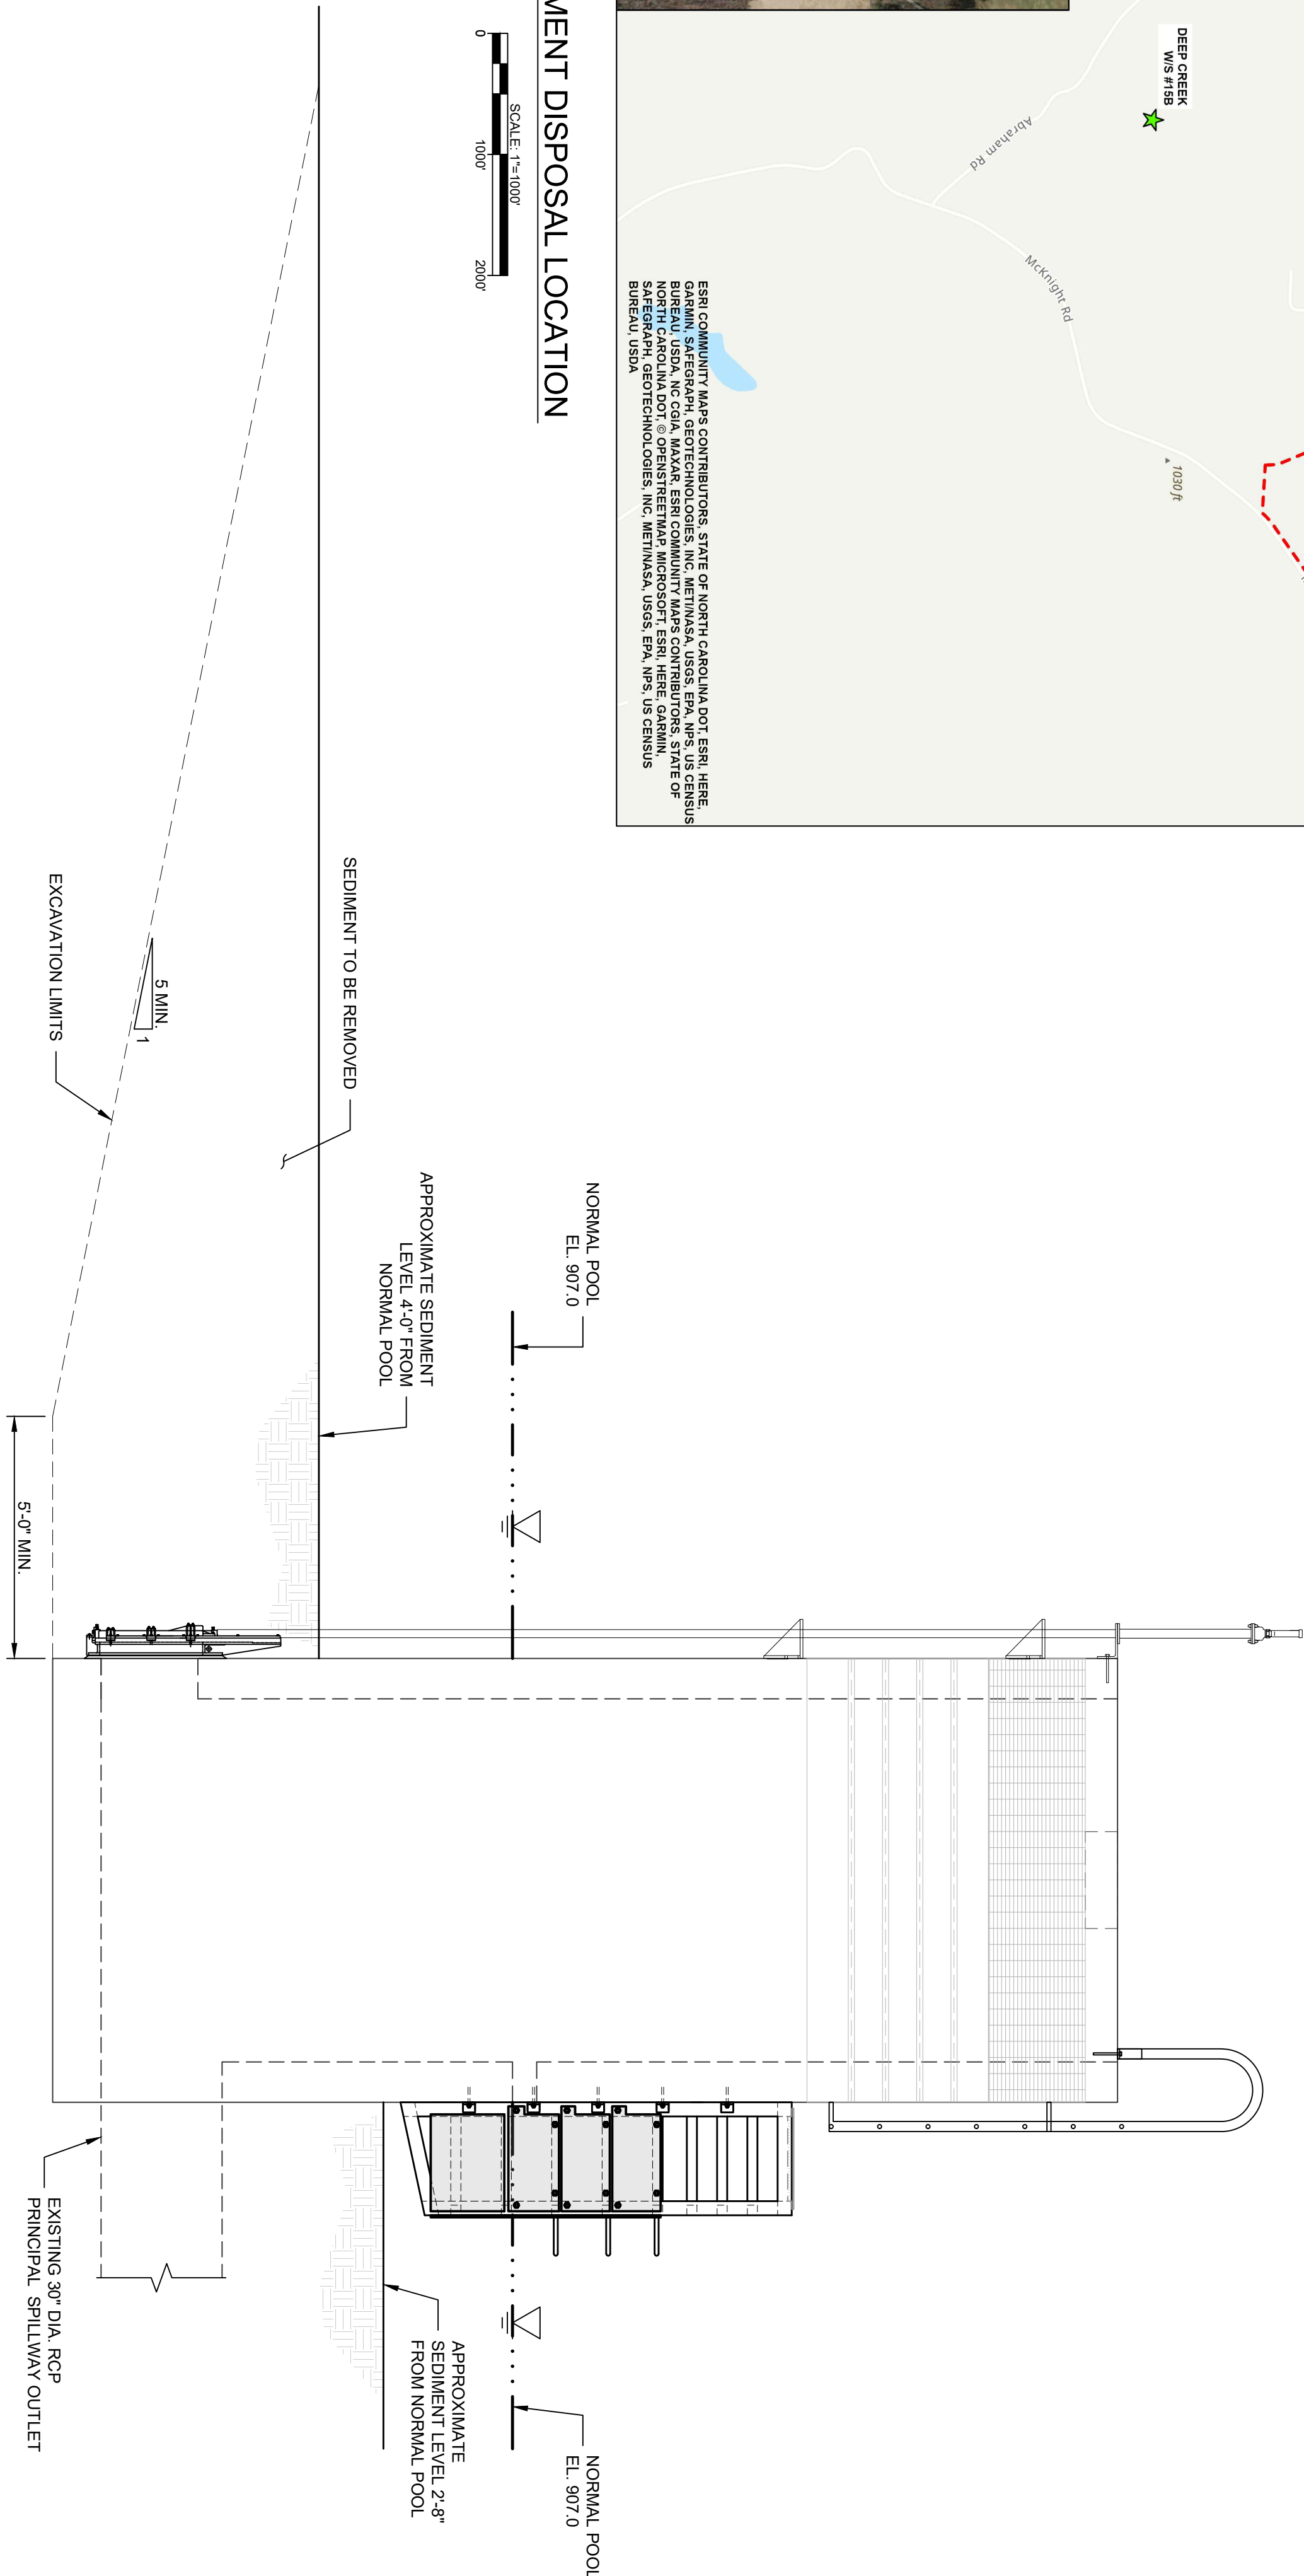 DEEP CREEK
W/S #15B
Abraham Rd
McKnight Rd
1030 ft
ESRI COMMUNITY MAPS CONTRIBUTORS, STATE OF NORTH CAROLINA DOT, ESRI, HERE,
GARMIN, SAFEGRAPH, GEOTECHNOLOGIES, INC, METI/NASA, USGS, EPA, NPS, US CENSUS
BUREAU, USDA, NC CGIA, MAXAR, ESRI COMMUNITY MAPS CONTRIBUTORS, STATE OF
NORTH CAROLINA DOT, © OPENSTREETMAP, MICROSOFT, ESRI, HERE, GARMIN,
SAFEGRAPH, GEOTECHNOLOGIES, INC, METI/NASA, USGS, EPA, NPS, US CENSUS
BUREAU, USDA
MENT DISPOSAL LOCATION
SCALE: 1"=1000'
0 1000' 2000'
NORMAL POOL
EL. 907.0
APPROXIMATE SEDIMENT
LEVEL 4'-0" FROM
NORMAL POOL
SEDIMENT TO BE REMOVED
5 MIN.
1
EXCAVATION LIMITS
5'-0" MIN.
NORMAL POOL
EL. 907.0
APPROXIMATE
SEDIMENT LEVEL 2'-8"
FROM NORMAL POOL
EXISTING 30" DIA. RCP
PRINCIPAL SPILLWAY OUTLET